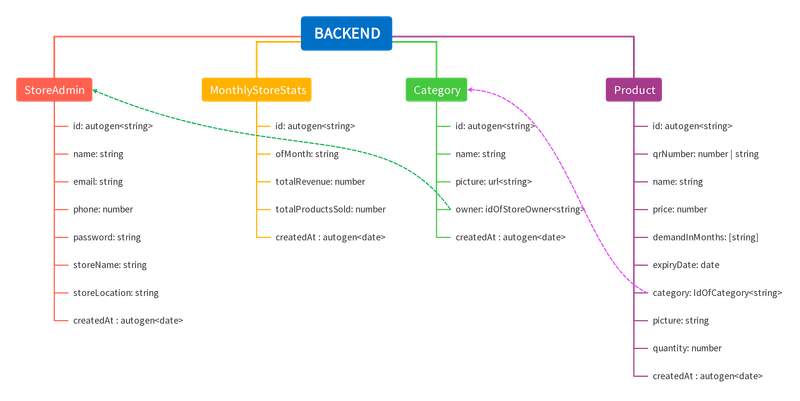 BACKEND
StoreAdmin
id: autogen<string>
name: string
email: string
phone: number
password: string
storeName: string
storeLocation: string
createdAt : autogen<date>
MonthlyStoreStats
id: autogen<string>
ofMonth: string
totalRevenue: number
totalProductsSold: number
createdAt : autogen<date>
Category
id: autogen<string>
name: string
picture: url<string>
owner: idOfStoreOwner<string>
createdAt : autogen<date>
Product
id: autogen<string>
qrNumber: number | string
name: string
price: number
demandInMonths: [string]
expiryDate: date
category: IdOfCategory<string>
picture: string
quantity: number
createdAt : autogen<date>